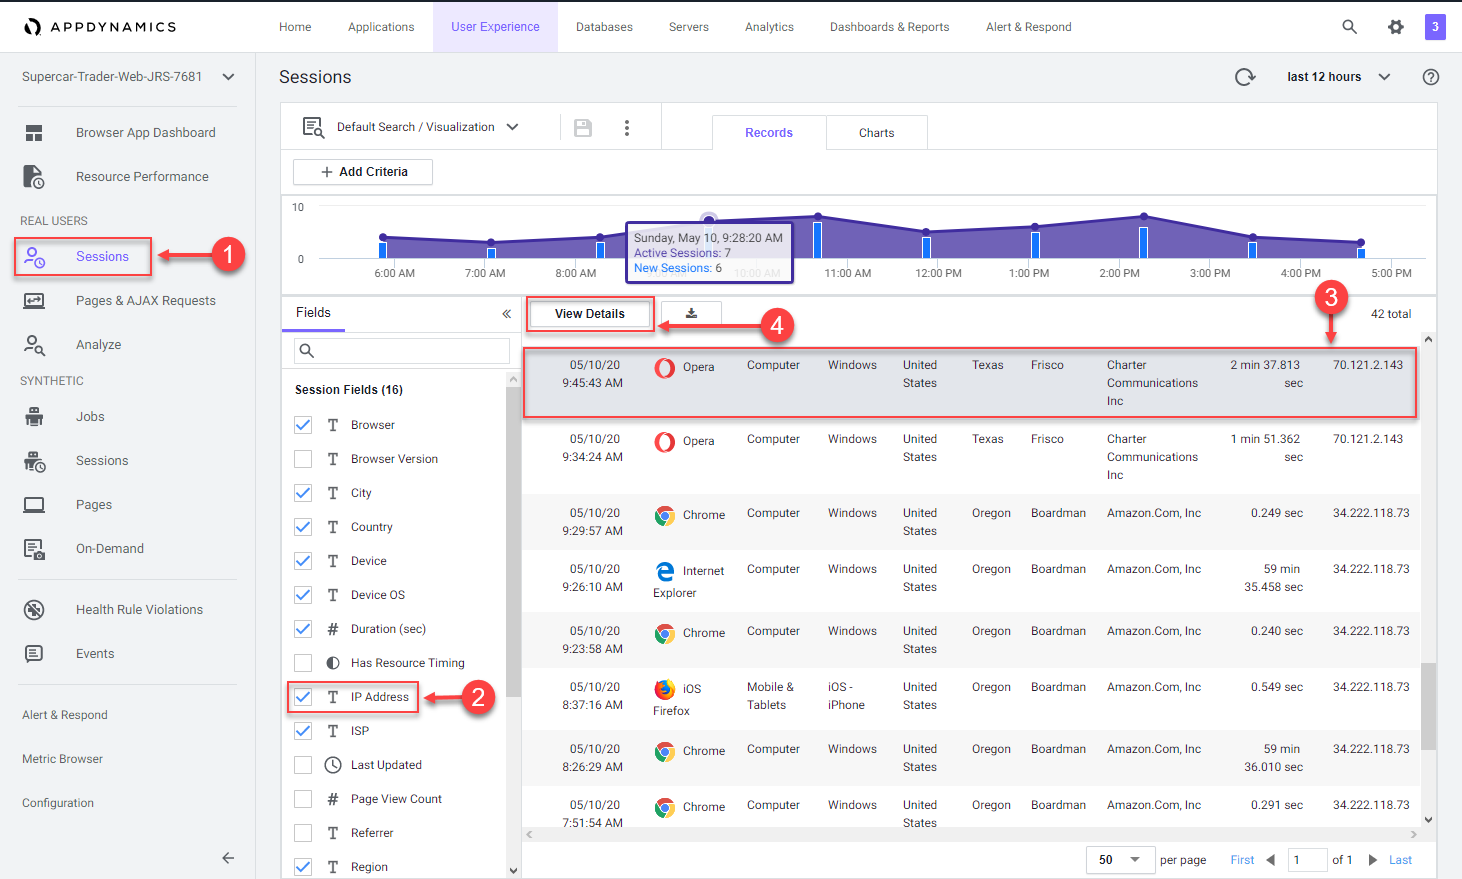 APPDYNAMICS
Home Applications User Experience Databases Servers Analytics Dashboards & Reports Alert & Respond 3
Supercar-Trader-Web-JRS-7681
Sessions
last 12 hours
Browser App Dashboard
Resource Performance
REAL USERS
Sessions
1
Pages & AJAX Requests
Analyze
SYNTHETIC
Jobs
Sessions
Pages
On-Demand
Health Rule Violations
Events
Alert & Respond
Metric Browser
Configuration
Default Search / Visualization
Records Charts
+ Add Criteria
10
0
Sunday, May 10, 9:28:20 AM
Active Sessions: 7
New Sessions: 6
6:00 AM 7:00 AM 8:00 AM 10:00 AM 11:00 AM 12:00 PM 1:00 PM 2:00 PM 3:00 PM 4:00 PM 5:00 PM
Fields «
Session Fields (16)
T Browser
T Browser Version
T City
T Country
T Device
T Device OS
# Duration (sec)
Has Resource Timing
T IP Address
2
T ISP
Last Updated
# Page View Count
T Referrer
T Region
View Details
4
3
42 total
05/10/20 Opera Computer Windows United Texas Frisco Charter 2 min 37.813 70.121.2.143
9:45:43 AM States Communications sec
Inc
05/10/20 Opera Computer Windows United Texas Frisco Charter 1 min 51.362 70.121.2.143
9:34:24 AM States Communications sec
Inc
05/10/20 Chrome Computer Windows United Oregon Boardman Amazon.Com, Inc 0.249 sec 34.222.118.73
9:29:57 AM States
05/10/20 Internet Computer Windows United Oregon Boardman Amazon.Com, Inc 59 min 34.222.118.73
9:26:10 AM Explorer States 35.458 sec
05/10/20 Chrome Computer Windows United Oregon Boardman Amazon.Com, Inc 0.240 sec 34.222.118.73
9:23:58 AM States
05/10/20 iOS Mobile & iOS - United Oregon Boardman Amazon.Com, Inc 0.549 sec 34.222.118.73
8:37:16 AM Firefox Tablets iPhone States
05/10/20 Chrome Computer Windows United Oregon Boardman Amazon.Com, Inc 59 min 34.222.118.73
8:26:29 AM States 36.010 sec
05/10/20 Chrome Computer Windows United Oregon Boardman Amazon.Com, Inc 0.291 sec 34.222.118.73
7:51:54 AM States
50 per page First 1 of 1 Last